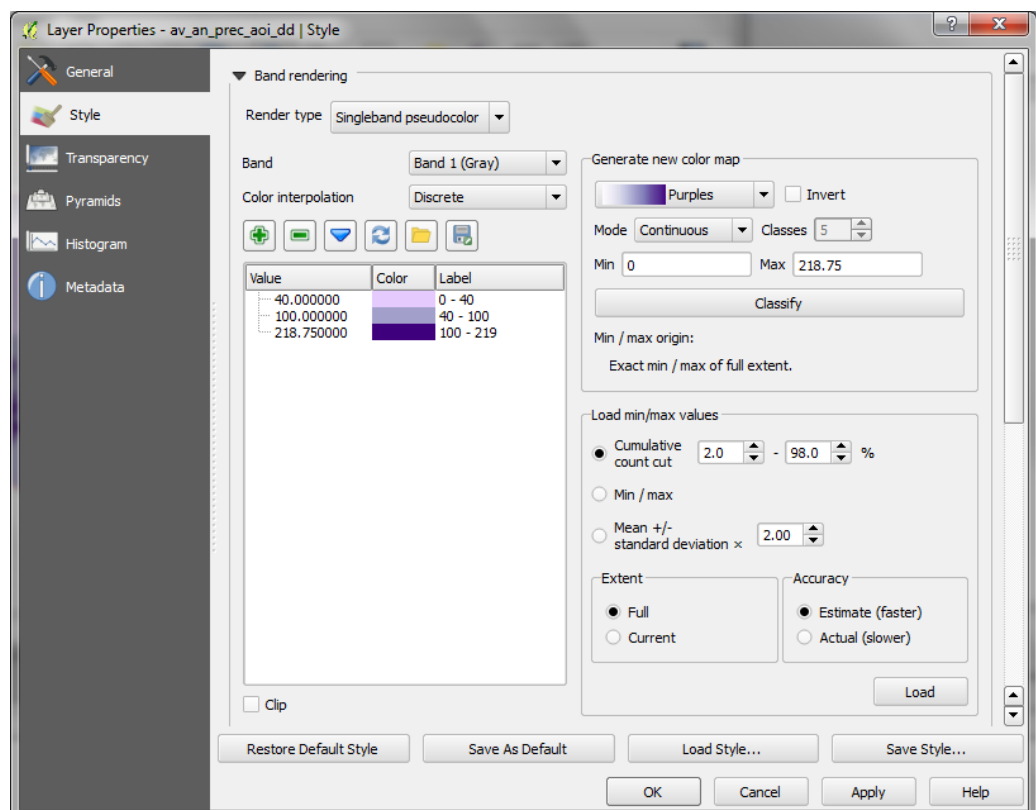 Layer Properties - av_an_prec_aoi_dd | Style
General
Style
Transparency
Pyramids
Histogram
Metadata
Band rendering
Render type Singleband pseudocolor
Band Band 1 (Gray)
Color interpolation Discrete
Value Color Label
40.000000 0 - 40
100.000000 40 - 100
218.750000 100 - 219
Clip
Generate new color map
Purples Invert
Mode Continuous Classes 5
Min 0 Max 218.75
Classify
Min / max origin:
Exact min / max of full extent.
Load min/max values
Cumulative
count cut 2.0 - 98.0 %
Min / max
Mean +/-
standard deviation × 2.00
Extent
Full
Current
Accuracy
Estimate (faster)
Actual (slower)
Load
Restore Default Style Save As Default Load Style... Save Style...
OK Cancel Apply Help